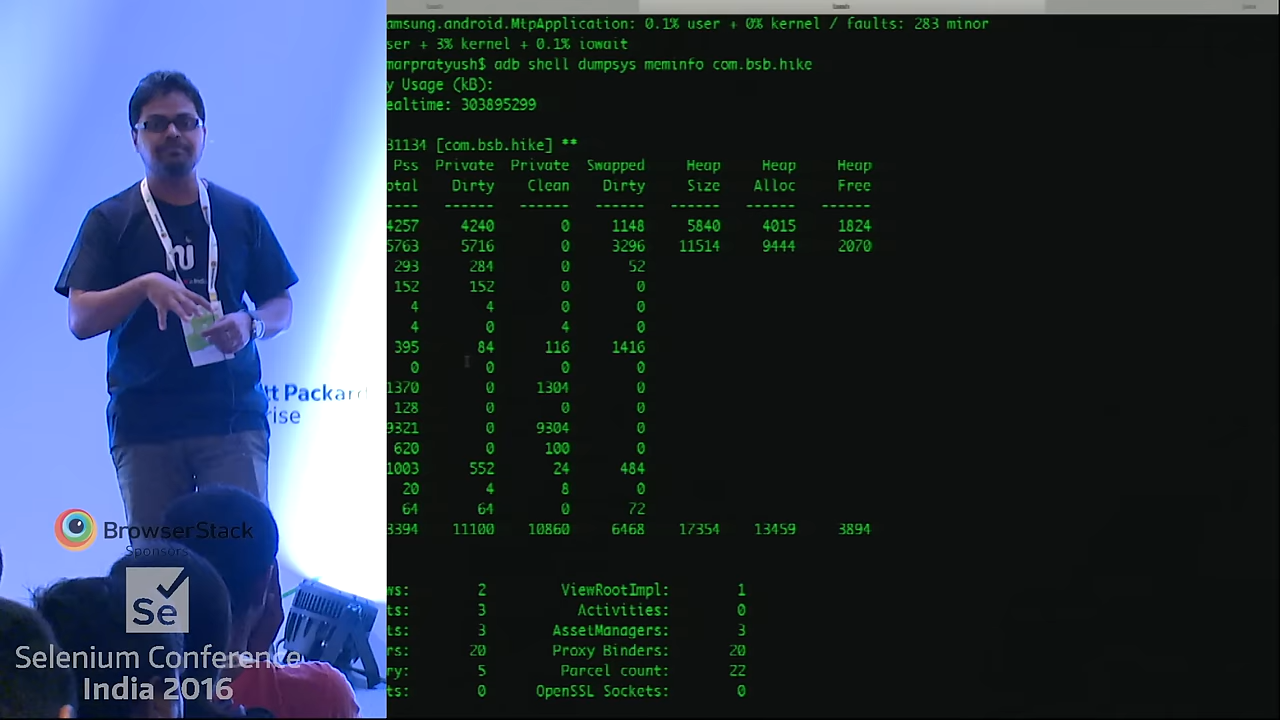 amsung.android.MtpApplication: 0.1% user + 0% kernel / faults: 283 minor
ser + 3% kernel + 0.1% iowait
marpratyush$ adb shell dumpsys meminfo com.bsb.hike
y Usage (kB):
ealtime: 303895299
31134 [com.bsb.hike] **
Pss Private Private Swapped Heap Heap Heap
otal Dirty Clean Dirty Size Alloc Free
---- ------ ------ ------ ------ ------ ------
4257 4240 0 1148 5840 4015 1824
5763 5716 0 3296 11514 9444 2070
293 284 0 52
152 152 0 0
4 4 0 0
4 0 4 0
395 84 116 1416
0 0 0 0
1370 0 1304 0
128 0 0 0
9321 0 9304 0
620 0 100 0
1003 552 24 484
20 4 8 0
64 64 0 72
3394 11100 10860 6468 17354 13459 3894
ws: 2 ViewRootImpl: 1
ts: 3 Activities: 0
ts: 3 AssetManagers: 3
rs: 20 Proxy Binders: 20
ry: 5 Parcel count: 22
ts: 0 OpenSSL Sockets: 0
tt Packard
rise
BrowserStack
Sponsors
Se
Selenium Conference
India 2016